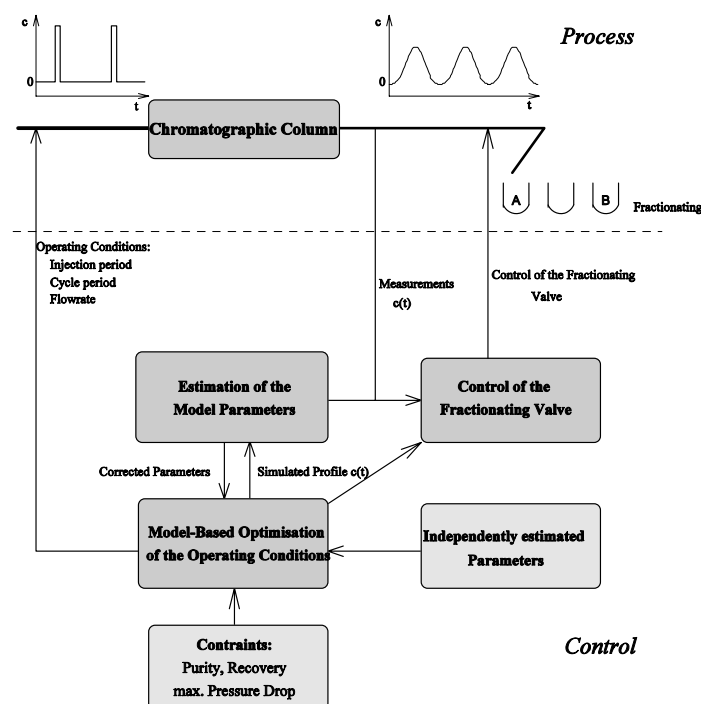 c
0
t
c
0
t
Process
Chromatographic Column
A
B
Fractionating
Operating Conditions:
Injection period
Cycle period
Flowrate
Measurements
c(t)
Control of the Fractionating
Valve
Estimation of the
Model Parameters
Control of the
Fractionating Valve
Corrected Parameters
Simulated Profile c(t)
Model-Based Optimisation
of the Operating Conditions
Independently estimated
Parameters
Contraints:
Purity, Recovery
max. Pressure Drop
Control